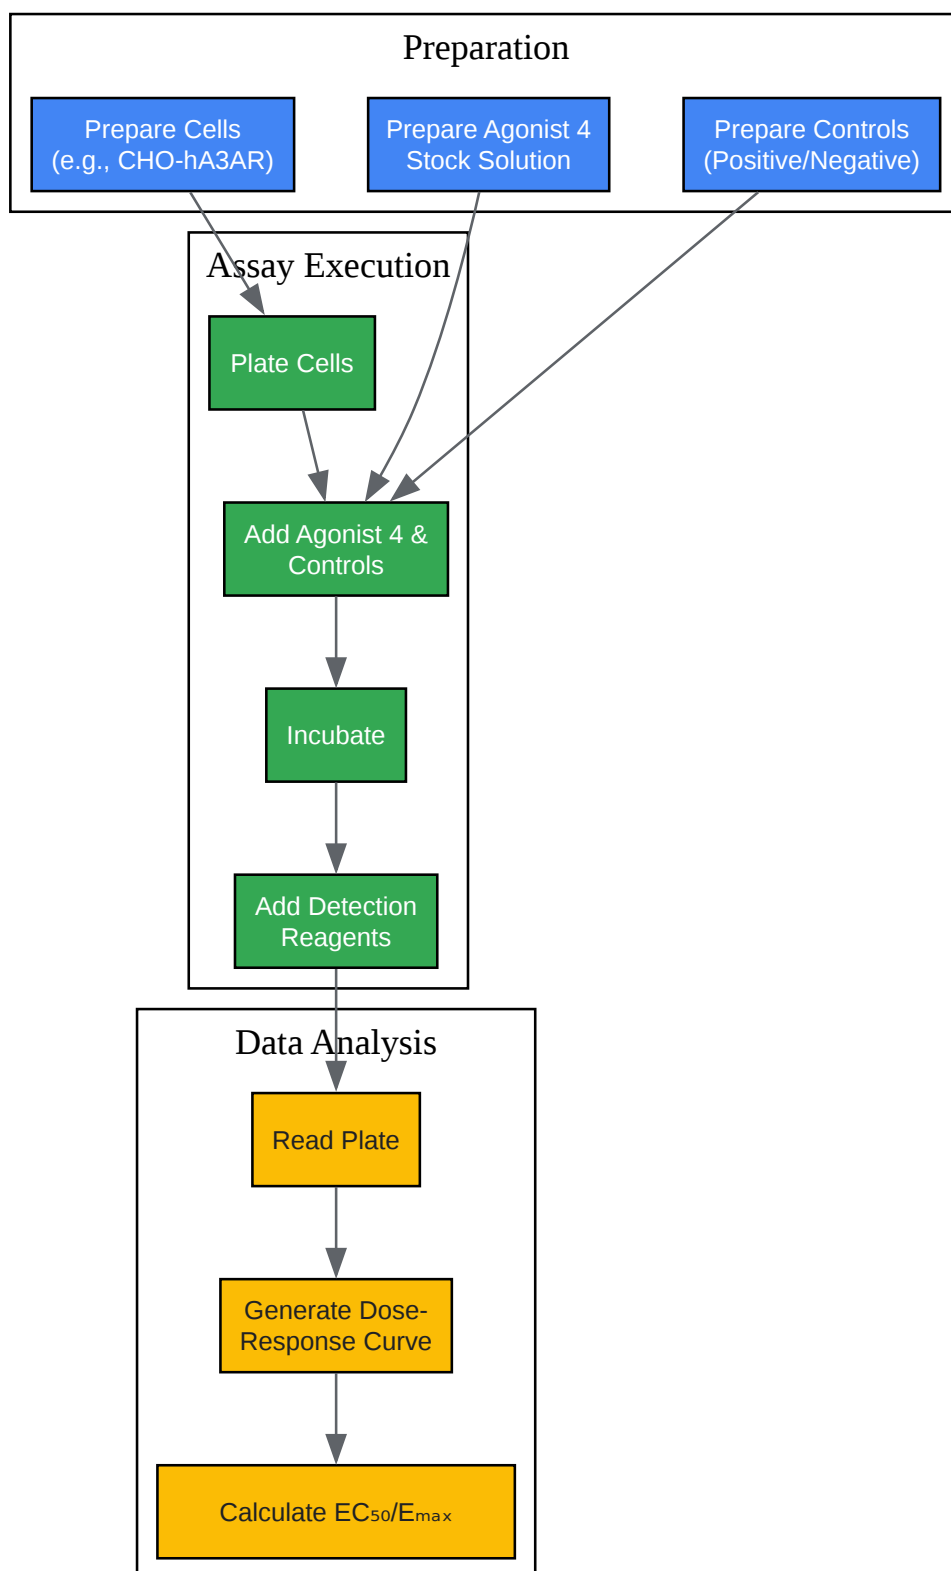 Preparation
Prepare Cells
(e.g., CHO-hA3AR)
Prepare Agonist 4
Stock Solution
Prepare Controls
(Positive/Negative)
Assay Execution
Plate Cells
Add Agonist 4 &
Controls
Incubate
Add Detection
Reagents
Data Analysis
Read Plate
Generate Dose-
Response Curve
Calculate EC₅₀/Eₘₐₓ